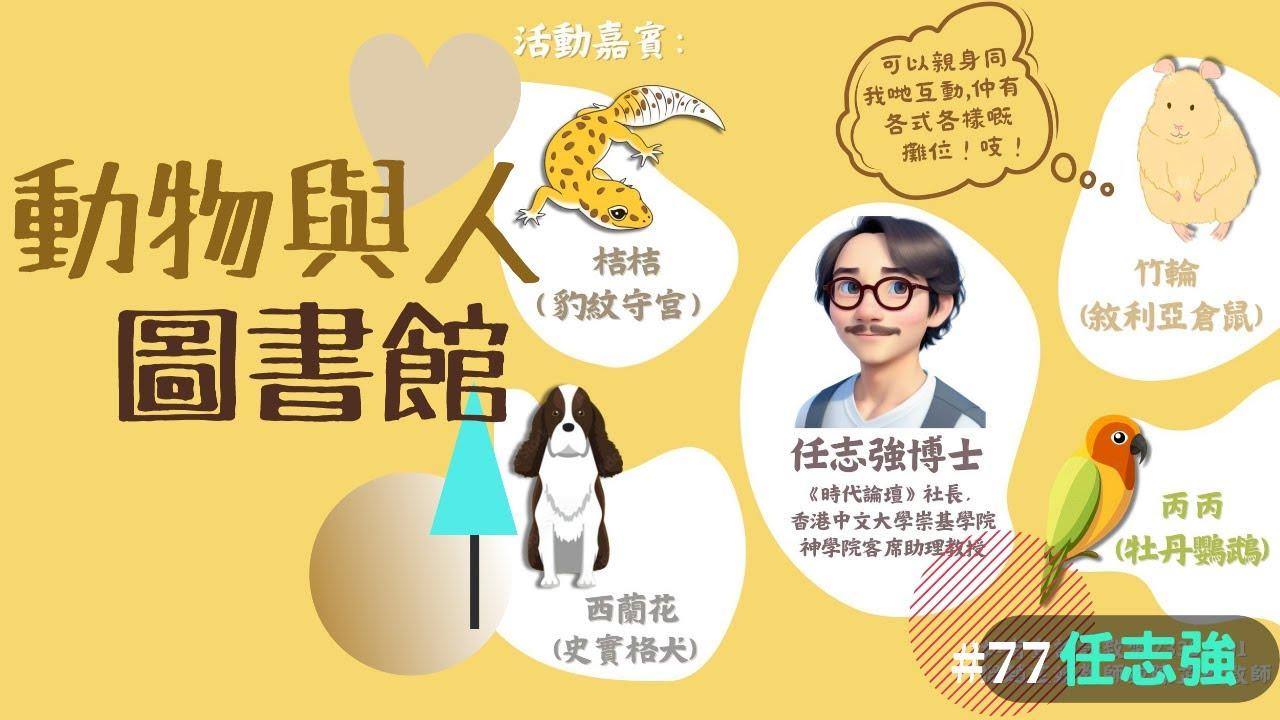 動物與人
圖書館
活動嘉賓：
桔桔
（豹紋守宮）
西蘭花
（史賓格犬）
可以親身同
我哋互動,仲有
各式各樣嘅
攤位！吱！
竹輪
（敘利亞倉鼠）
任志強博士
《時代論壇》社長，
香港中文大學崇基學院
神學院客席助理教授
丙丙
（牡丹鸚鵡）
#77 任志強